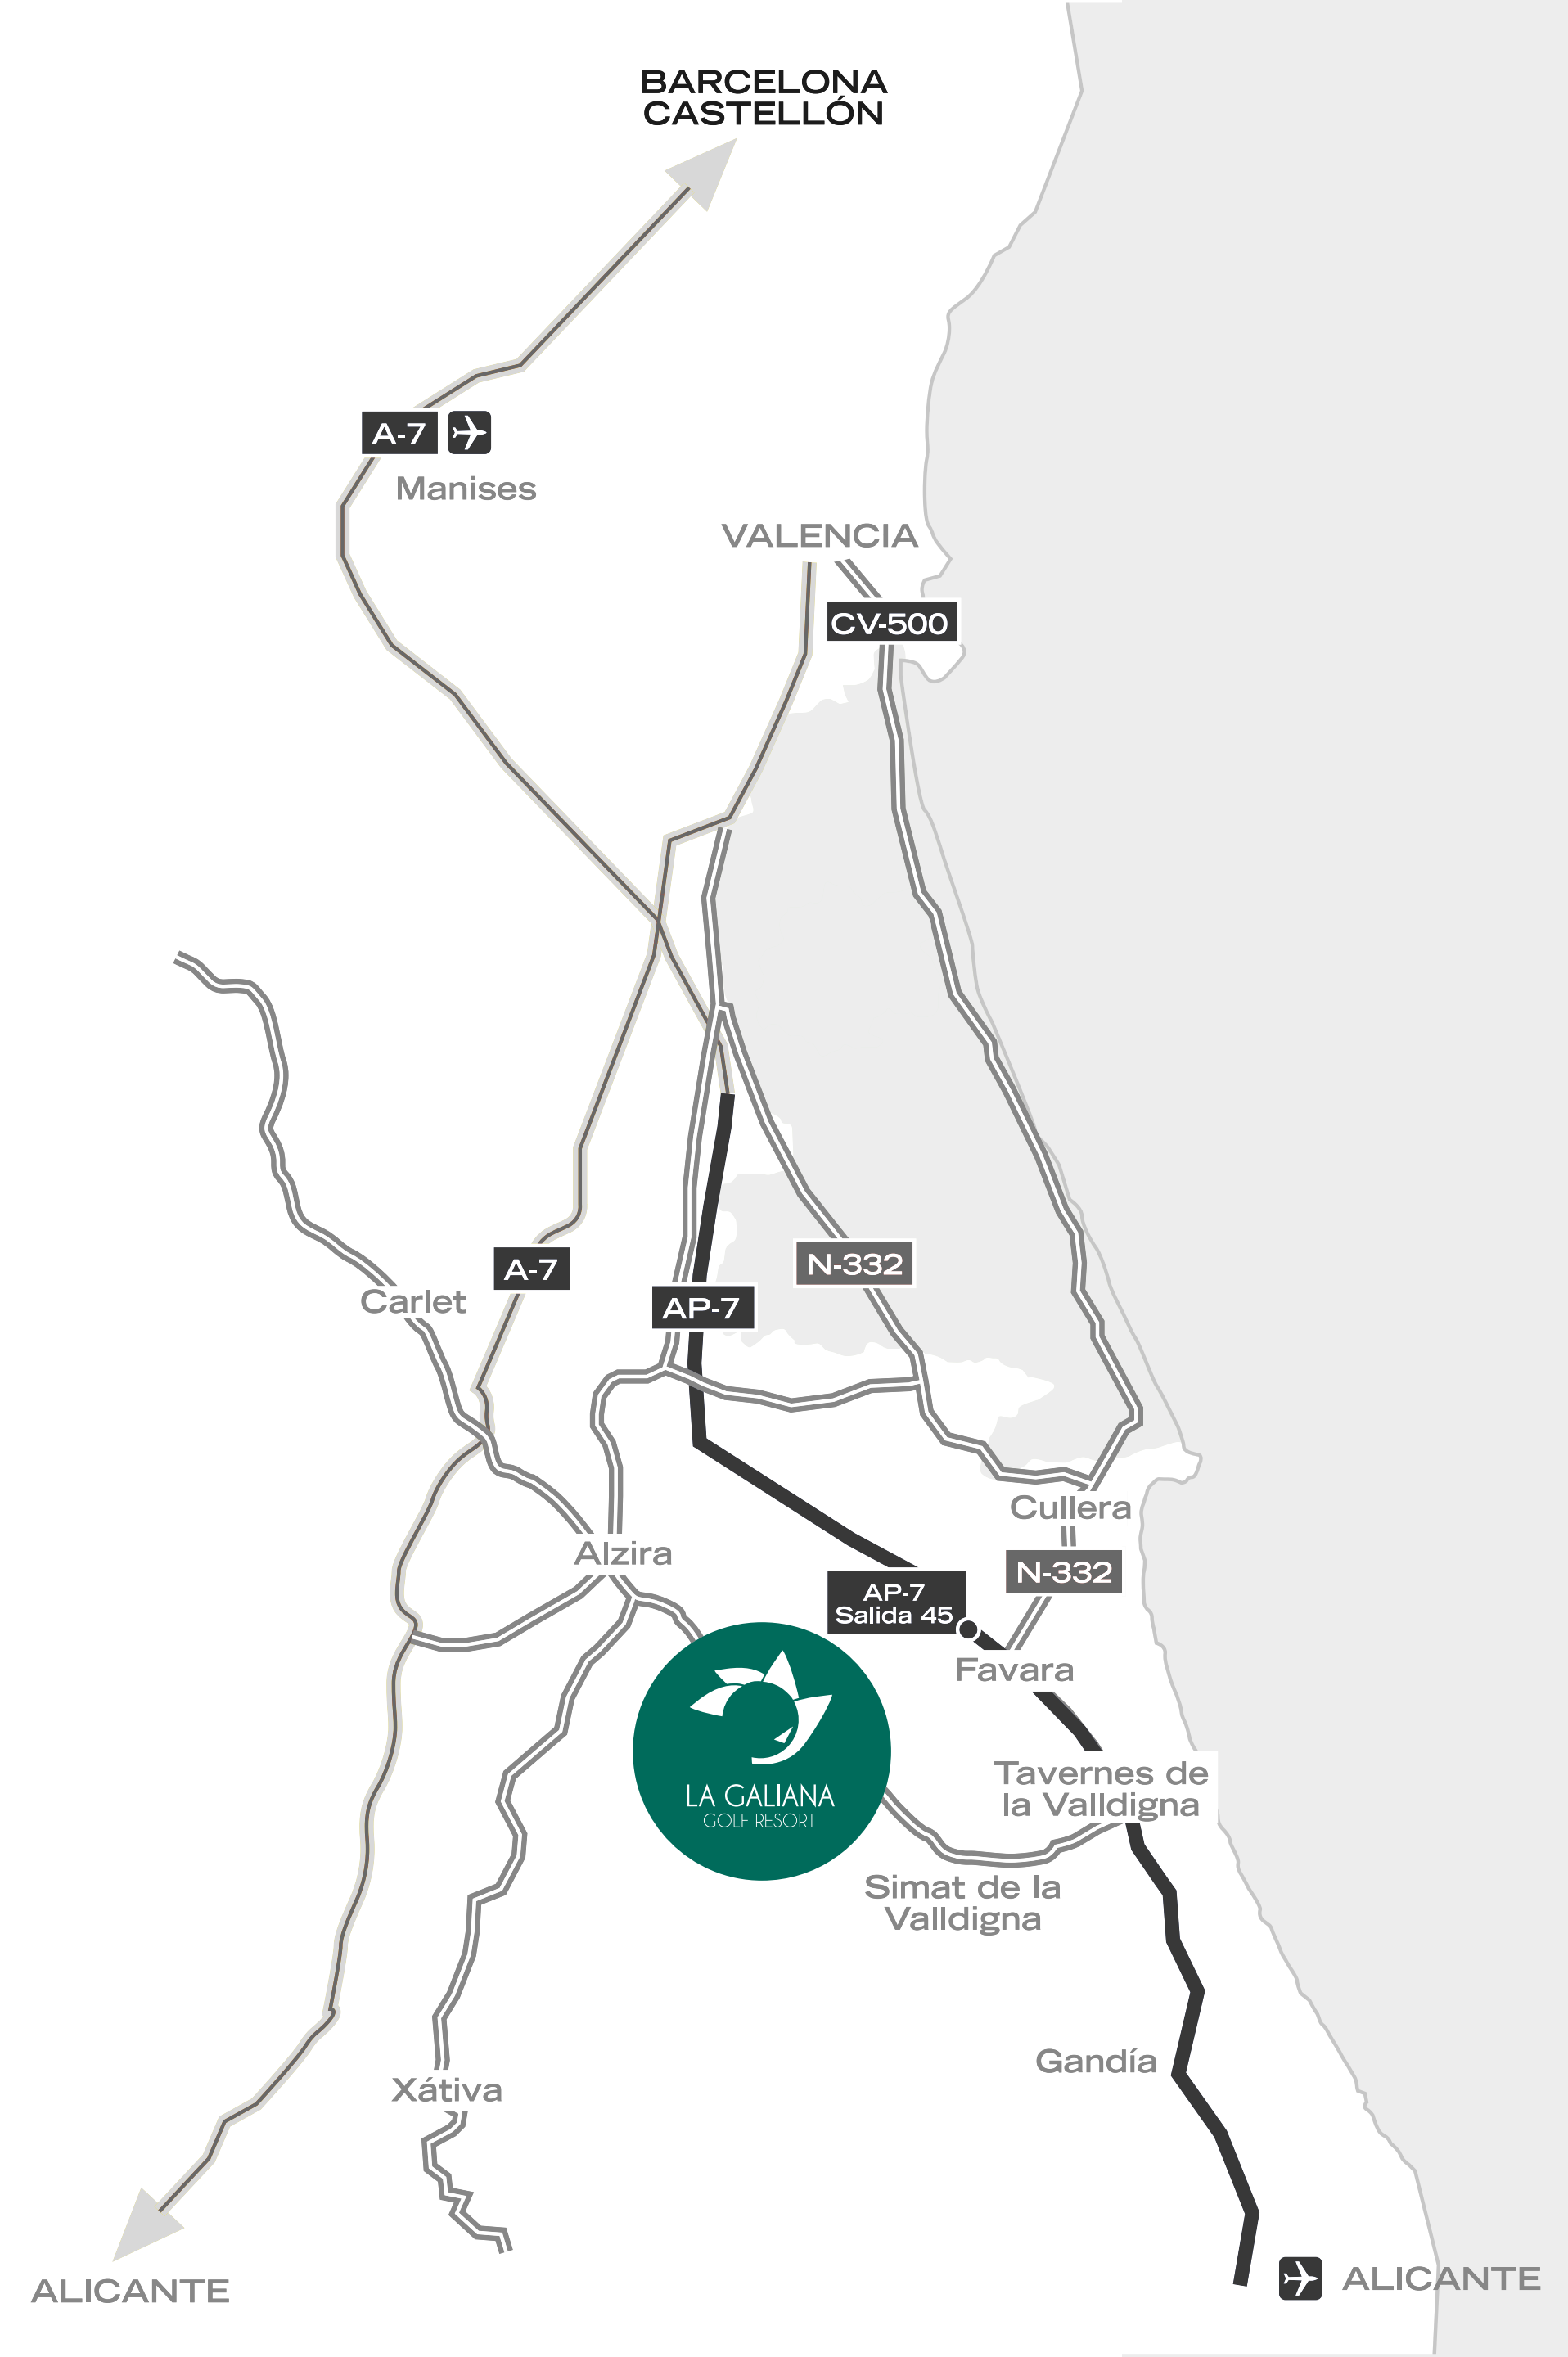 BARCELONA
CASTELLÓN
A-7
Manises
VALENCIA
CV-500
A-7
N-332
Carlet
AP-7
Cullera
Alzira
N-332
AP-7
Salida 45
Favara
Tavernes de
la Valldigna
LA GALIANA
GOLF RESORT
Simat de la
Valldigna
Gandía
Xátiva
ALICANTE
ALICANTE